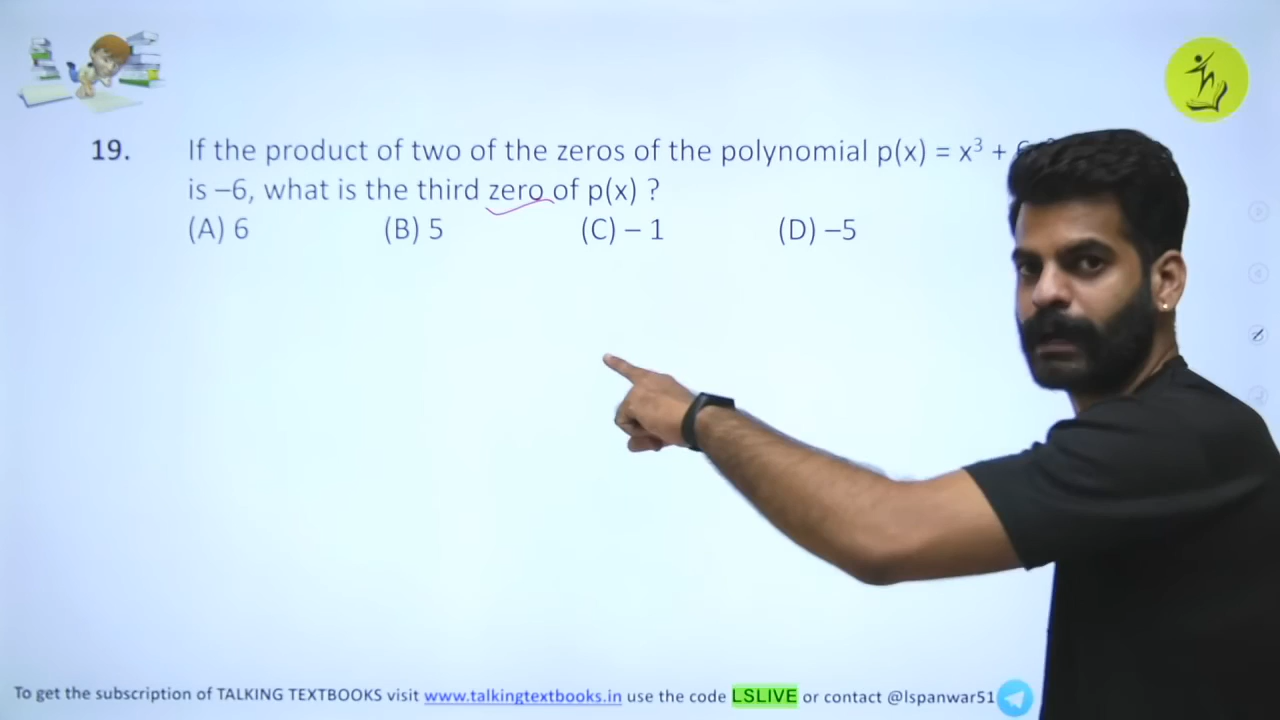 19. If the product of two of the zeros of the polynomial p(x) = x³ +
is –6, what is the third zero of p(x) ?
(A) 6 (B) 5 (C) – 1 (D) –5
To get the subscription of TALKING TEXTBOOKS visit www.talkingtextbooks.in use the code LSLIVE or contact @lspanwar51